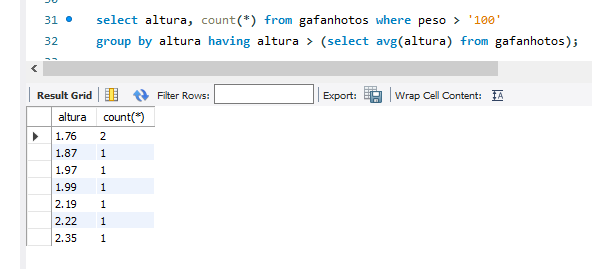 31 select altura, count(*) from gafanhotos where peso > '100'
32 group by altura having altura > (select avg(altura) from gafanhotos);
Result Grid Filter Rows: Export: Wrap Cell Content: IA
altura count(*)
1.76 2
1.87 1
1.97 1
1.99 1
2.19 1
2.22 1
2.35 1